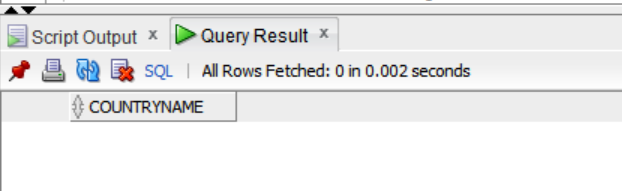 Script Output x Query Result x
SQL | All Rows Fetched: 0 in 0.002 seconds
COUNTRYNAME